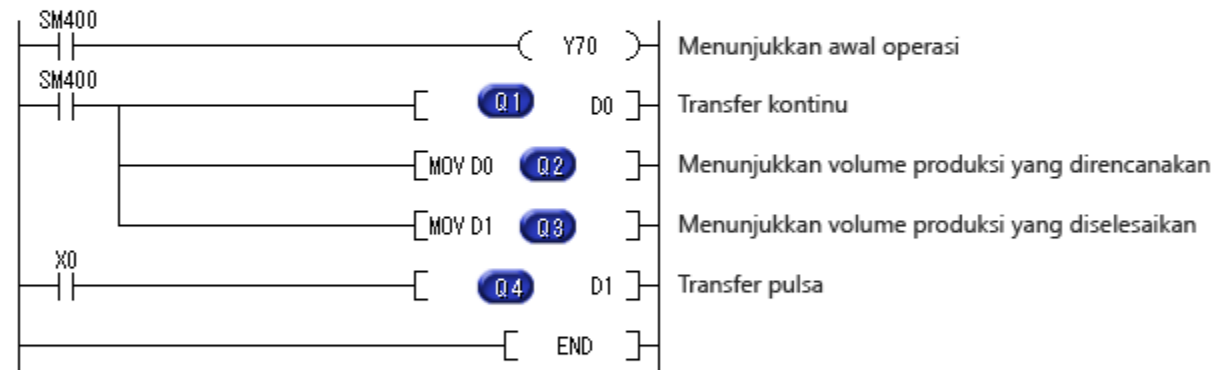 SM400
Y70 Menunjukkan awal operasi
SM400
Q1 D0 Transfer kontinu
MOV D0 Q2 Menunjukkan volume produksi yang direncanakan
MOV D1 Q3 Menunjukkan volume produksi yang diselesaikan
X0
Q4 D1 Transfer pulsa
END